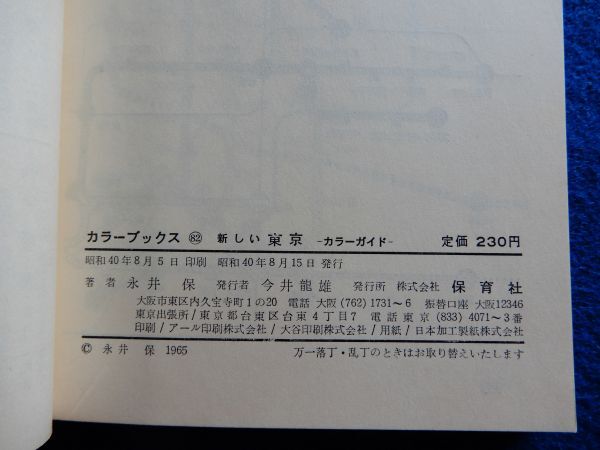 カラーブックス ㊷ 新しい東京 -カラーガイド- 定価 230円
昭和40年8月5日 印刷 昭和40年8月15日 発行
著者 永井 保 発行者 今井龍雄 発行所 株式会社 保育社
大阪市東区内久宝寺町1の20 電話 大阪(762)1731〜6 振替口座 大阪12346
東京出張所/東京都台東区台東4丁目7 電話東京(833)4071〜3番
印刷/アール印刷株式会社/大谷印刷株式会社/用紙/日本加工製紙株式会社
© 永井 保 1965 万一落丁・乱丁のときはお取り替えいたします